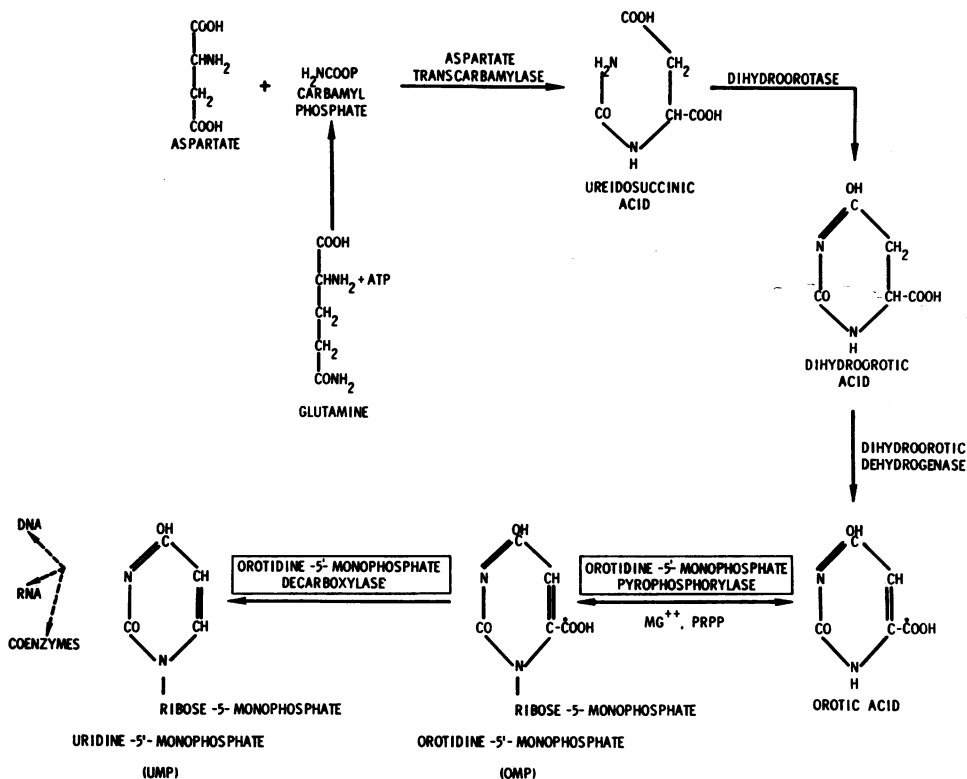 COOH
CHNH2
CH2
COOH
ASPARTATE
+
H2NCOOP
CARBAMYL
PHOSPHATE
ASPARTATE
TRANSCARBAMYLASE
COOH
H2N
CH2
CO
CH-COOH
N
H
UREIDOSUCCINIC
ACID
DIHYDROOROTASE
OH
C
N
CH2
CO
CH-COOH
N
H
DIHYDROOROTIC
ACID
COOH
CHNH2 + ATP
CH2
CH2
CONH2
GLUTAMINE
DIHYDROOROTIC
DEHYDROGENASE
OH
C
N
CH
CO
C-COOH
N
H
OROTIC ACID
OROTIDINE -5'- MONOPHOSPHATE
PYROPHOSPHORYLASE
MG++, PRPP
OH
C
N
CH
CO
C-COOH
N
RIBOSE -5- MONOPHOSPHATE
OROTIDINE -5'- MONOPHOSPHATE
(OMP)
OROTIDINE -5'- MONOPHOSPHATE
DECARBOXYLASE
OH
C
N
CH
CO
CH
N
RIBOSE -5- MONOPHOSPHATE
URIDINE -5'- MONOPHOSPHATE
(UMP)
DNA
RNA
COENZYMES